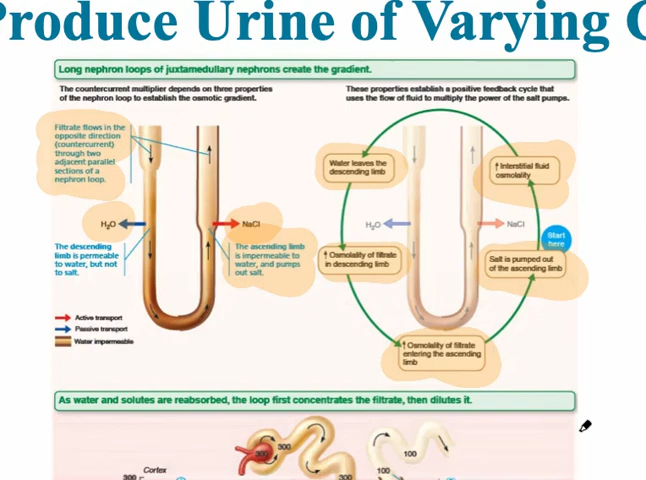 Produce Urine of Varying
Long nephron loops of juxtamedullary nephrons create the gradient.
The countercurrent multiplier depends on three properties
of the nephron loop to establish the osmotic gradient.
These properties establish a positive feedback cycle that
uses the flow of fluid to multiply the power of the salt pumps.
Filtrate flows in the
opposite direction
(countercurrent)
through two
adjacent parallel
sections of a
nephron loop.
H₂O
NaCl
The descending
limb is permeable
to water, but not
to salt.
The ascending limb
is impermeable to
water, and pumps
out salt.
Active transport
Passive transport
Water impermeable
Water leaves the
descending limb
↑ Interstitial fluid
osmolality
H₂O
NaCl
Start
here
↑ Osmolality of filtrate
in descending limb
Salt is pumped out
of the ascending limb
↑ Osmolality of filtrate
entering the ascending
limb
As water and solutes are reabsorbed, the loop first concentrates the filtrate, then dilutes it.
300
300
100
Cortex
300
300
100